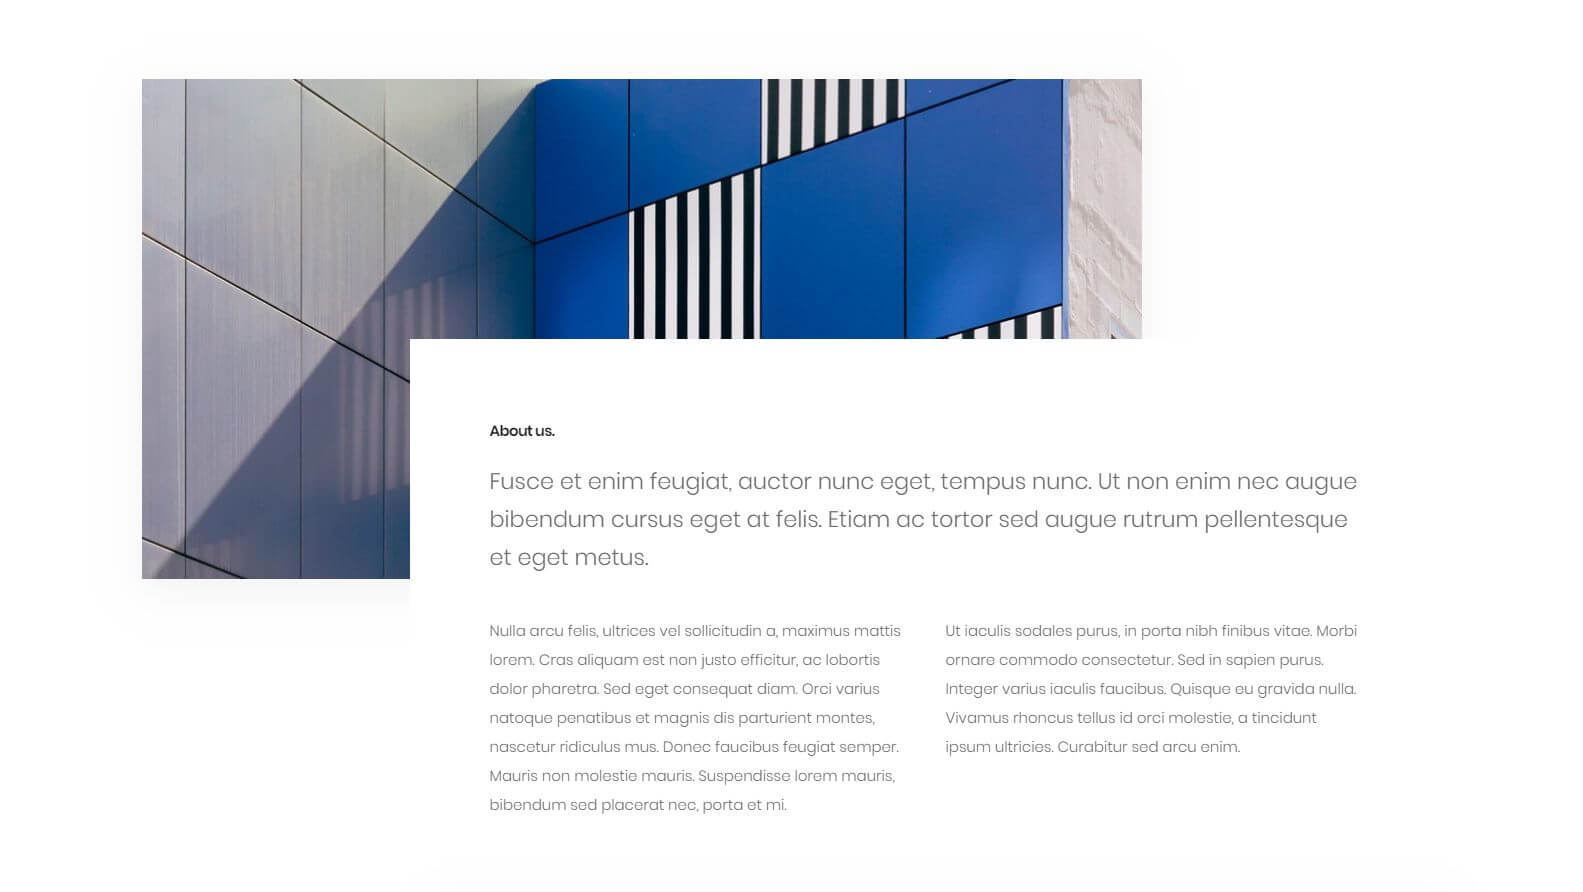 About us.
Fusce et enim feugiat, auctor nunc eget, tempus nunc. Ut non enim nec augue
bibendum cursus eget at felis. Etiam ac tortor sed augue rutrum pellentesque
et eget metus.
Nulla arcu felis, ultrices vel sollicitudin a, maximus mattis
lorem. Cras aliquam est non justo efficitur, ac lobortis
dolor pharetra. Sed eget consequat diam. Orci varius
natoque penatibus et magnis dis parturient montes,
nascetur ridiculus mus. Donec faucibus feugiat semper.
Mauris non molestie mauris. Suspendisse lorem mauris,
bibendum sed placerat nec, porta et mi.
Ut iaculis sodales purus, in porta nibh finibus vitae. Morbi
ornare commodo consectetur. Sed in sapien purus.
Integer varius iaculis faucibus. Quisque eu gravida nulla.
Vivamus rhoncus tellus id orci molestie, a tincidunt
ipsum ultricies. Curabitur sed arcu enim.